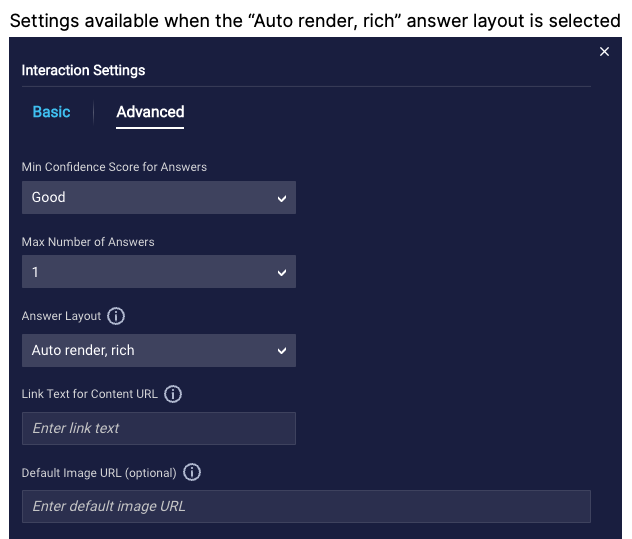 Settings available when the “Auto render, rich” answer layout is selected
Interaction Settings
Basic
Advanced
Min Confidence Score for Answers
Good
Max Number of Answers
1
Answer Layout
Auto render, rich
Link Text for Content URL
Enter link text
Default Image URL (optional)
Enter default image URL